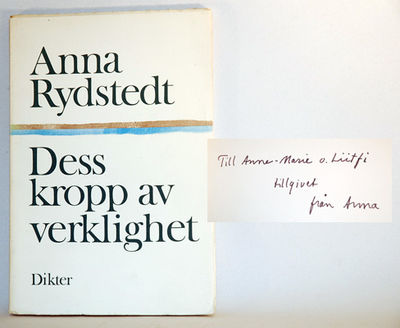 Anna
Rydstedt
Dess
kropp av
verklighet
Dikter
Till Anne-Marie o. Lütfi
tillgivet
från Anna